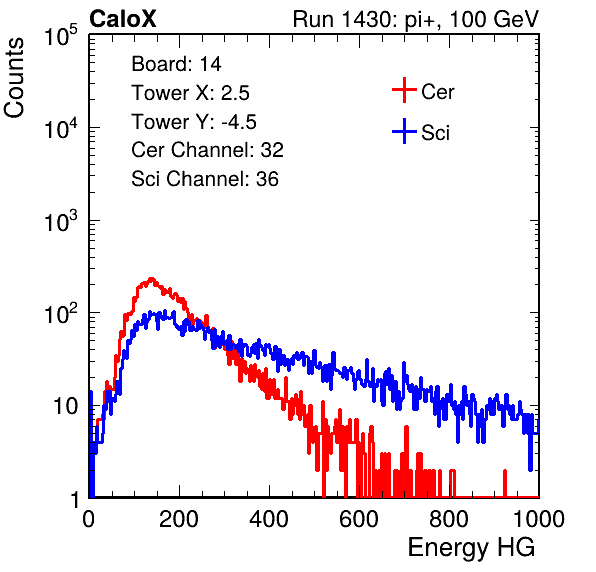 CaloX Run 1430: pi+, 100 GeV
Counts
Board: 14
Tower X: 2.5
Tower Y: -4.5
Cer Channel: 32
Sci Channel: 36
Cer
Sci
10^5
10^4
10^3
10^2
10
1
0 200 400 600 800 1000
Energy HG